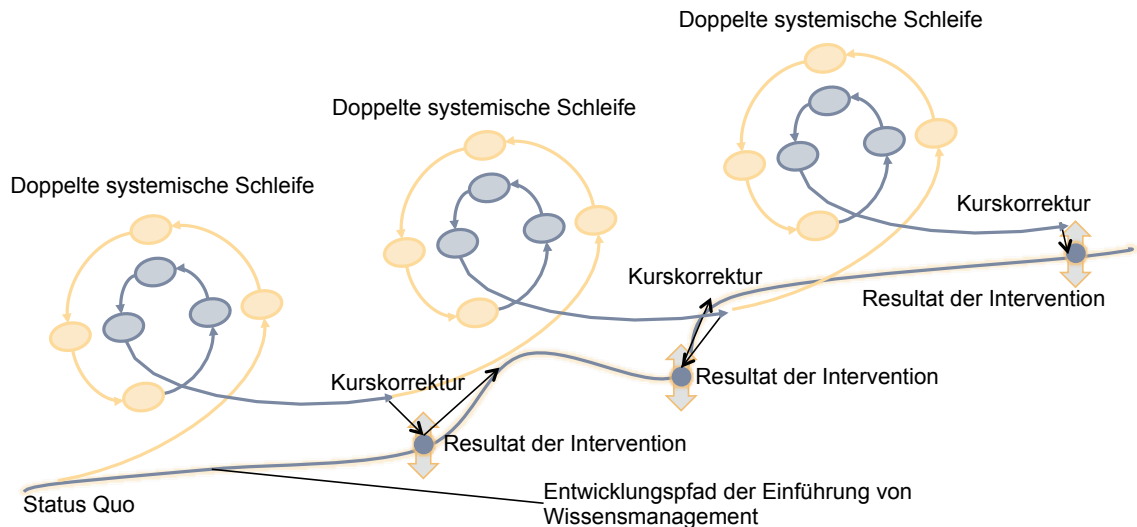 Doppelte systemische Schleife
Doppelte systemische Schleife
Doppelte systemische Schleife
Kurskorrektur
Kurskorrektur
Resultat der Intervention
Kurskorrektur
Resultat der Intervention
Resultat der Intervention
Status Quo
Entwicklungspfad der Einführung von
Wissensmanagement